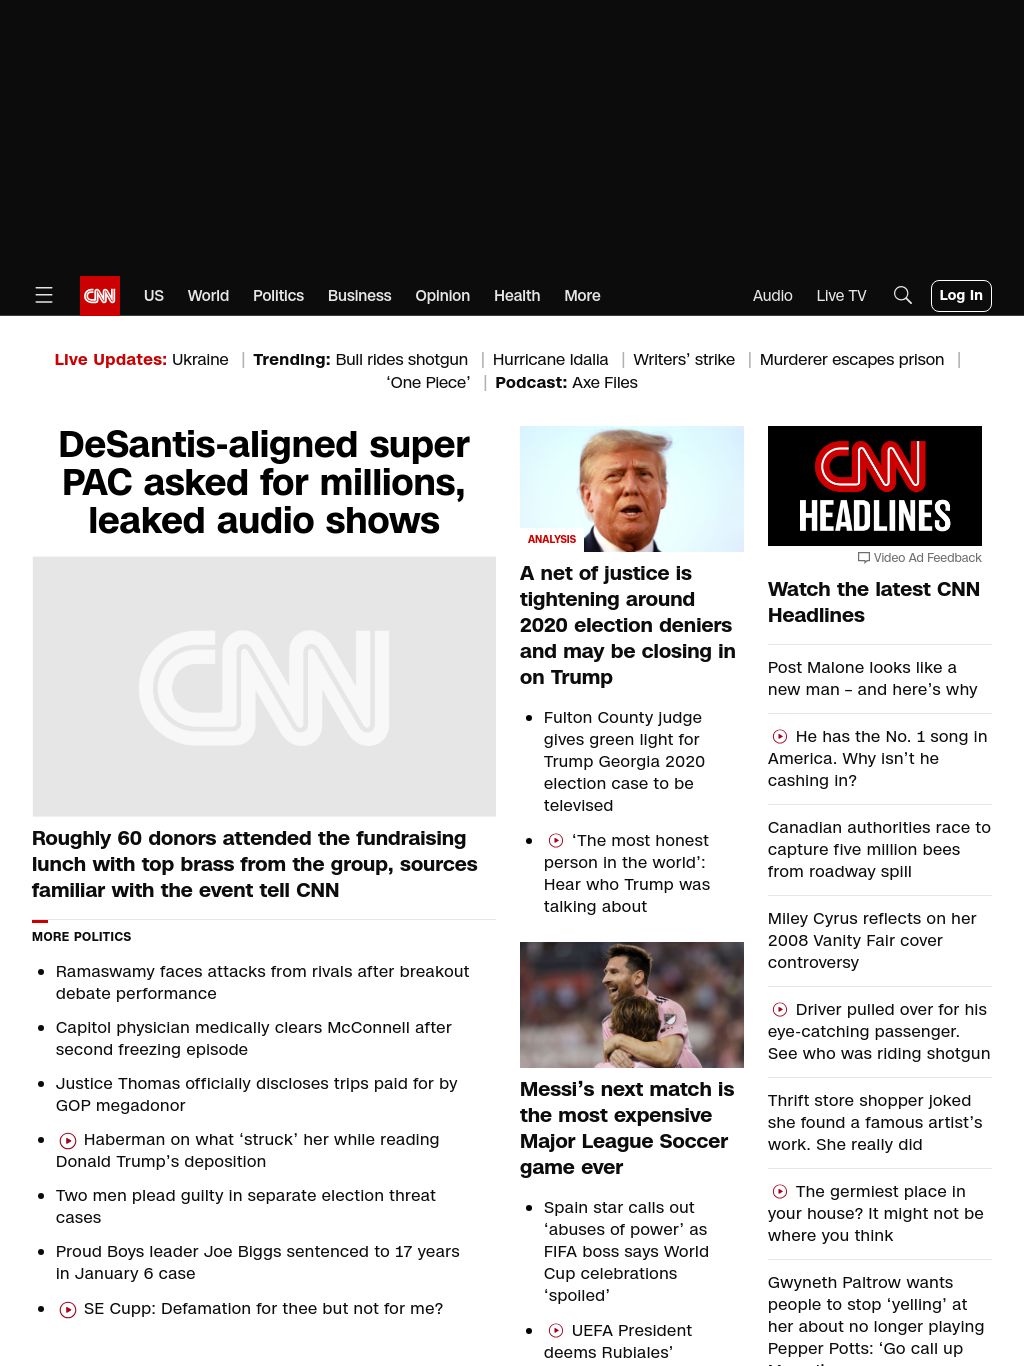 CNN
US
World
Politics
Business
Opinion
Health
More
Audio
Live TV
Log In
Live Updates: Ukraine | Trending: Bull rides shotgun | Hurricane Idalia | Writers’ strike | Murderer escapes prison |
‘One Piece’ | Podcast: Axe Files
DeSantis-aligned super
PAC asked for millions,
leaked audio shows
CNN
Roughly 60 donors attended the fundraising
lunch with top brass from the group, sources
familiar with the event tell CNN
MORE POLITICS
Ramaswamy faces attacks from rivals after breakout
debate performance
Capitol physician medically clears McConnell after
second freezing episode
Justice Thomas officially discloses trips paid for by
GOP megadonor
Haberman on what ‘struck’ her while reading
Donald Trump’s deposition
Two men plead guilty in separate election threat
cases
Proud Boys leader Joe Biggs sentenced to 17 years
in January 6 case
SE Cupp: Defamation for thee but not for me?
ANALYSIS
A net of justice is
tightening around
2020 election deniers
and may be closing in
on Trump
Fulton County judge
gives green light for
Trump Georgia 2020
election case to be
televised
‘The most honest
person in the world’:
Hear who Trump was
talking about
Messi’s next match is
the most expensive
Major League Soccer
game ever
Spain star calls out
‘abuses of power’ as
FIFA boss says World
Cup celebrations
‘spoiled’
UEFA President
deems Rubiales’
CNN
HEADLINES
Video Ad Feedback
Watch the latest CNN
Headlines
Post Malone looks like a
new man – and here’s why
He has the No. 1 song in
America. Why isn’t he
cashing in?
Canadian authorities race to
capture five million bees
from roadway spill
Miley Cyrus reflects on her
2008 Vanity Fair cover
controversy
Driver pulled over for his
eye-catching passenger.
See who was riding shotgun
Thrift store shopper joked
she found a famous artist’s
work. She really did
The germiest place in
your house? It might not be
where you think
Gwyneth Paltrow wants
people to stop ‘yelling’ at
her about no longer playing
Pepper Potts: ‘Go call up